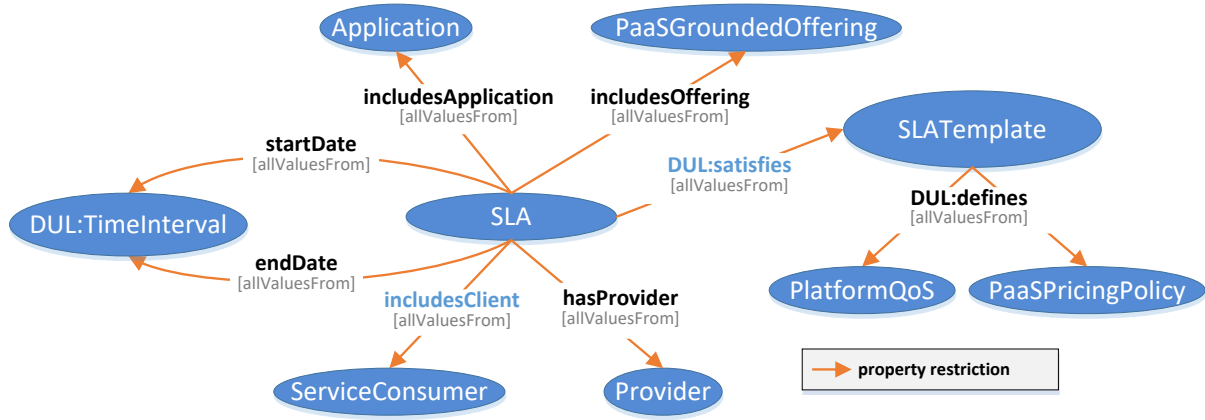 Application
PaaSGroundedOffering
includesApplication
[allValuesFrom]
includesOffering
[allValuesFrom]
SLATemplate
startDate
[allValuesFrom]
DUL:satisfies
[allValuesFrom]
DUL:defines
[allValuesFrom]
DUL:TimeInterval
SLA
endDate
[allValuesFrom]
includesClient
[allValuesFrom]
hasProvider
[allValuesFrom]
PlatformQoS
PaaSPricingPolicy
ServiceConsumer
Provider
property restriction